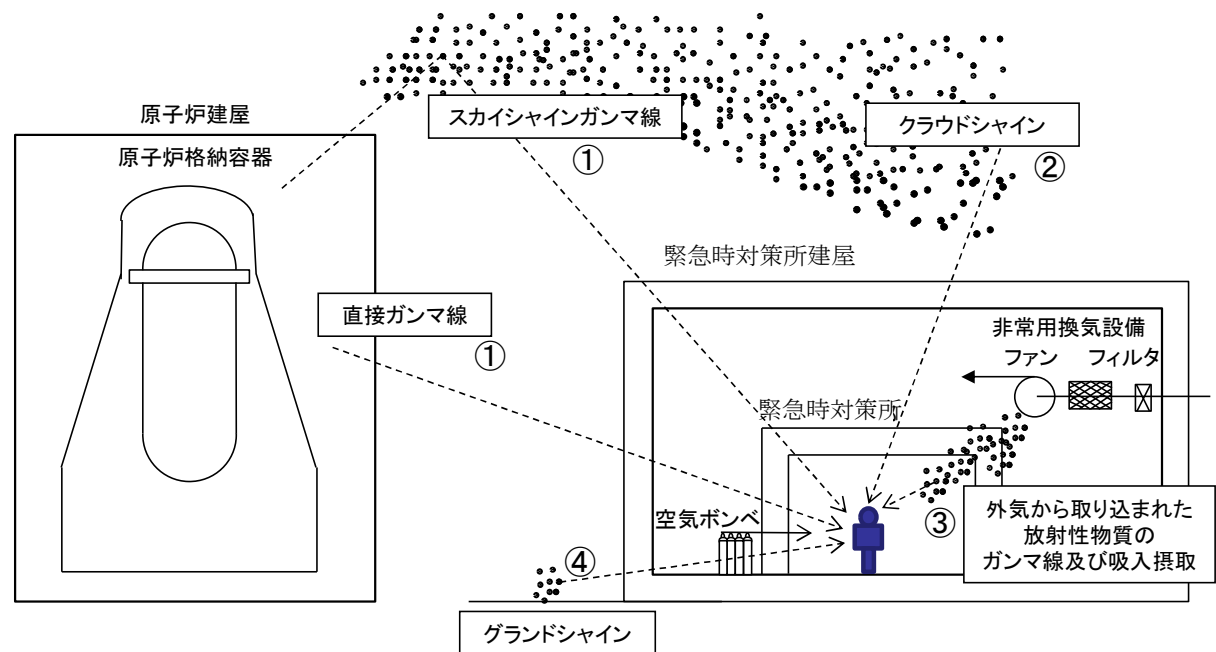 原子炉建屋
原子炉格納容器
スカイシャインガンマ線
①
クラウドシャイン
②
直接ガンマ線
①
緊急時対策所建屋
非常用換気設備
ファン フィルタ
緊急時対策所
空気ボンベ
③
外気から取り込まれた
放射性物質の
ガンマ線及び吸入摂取
④
グランドシャイン